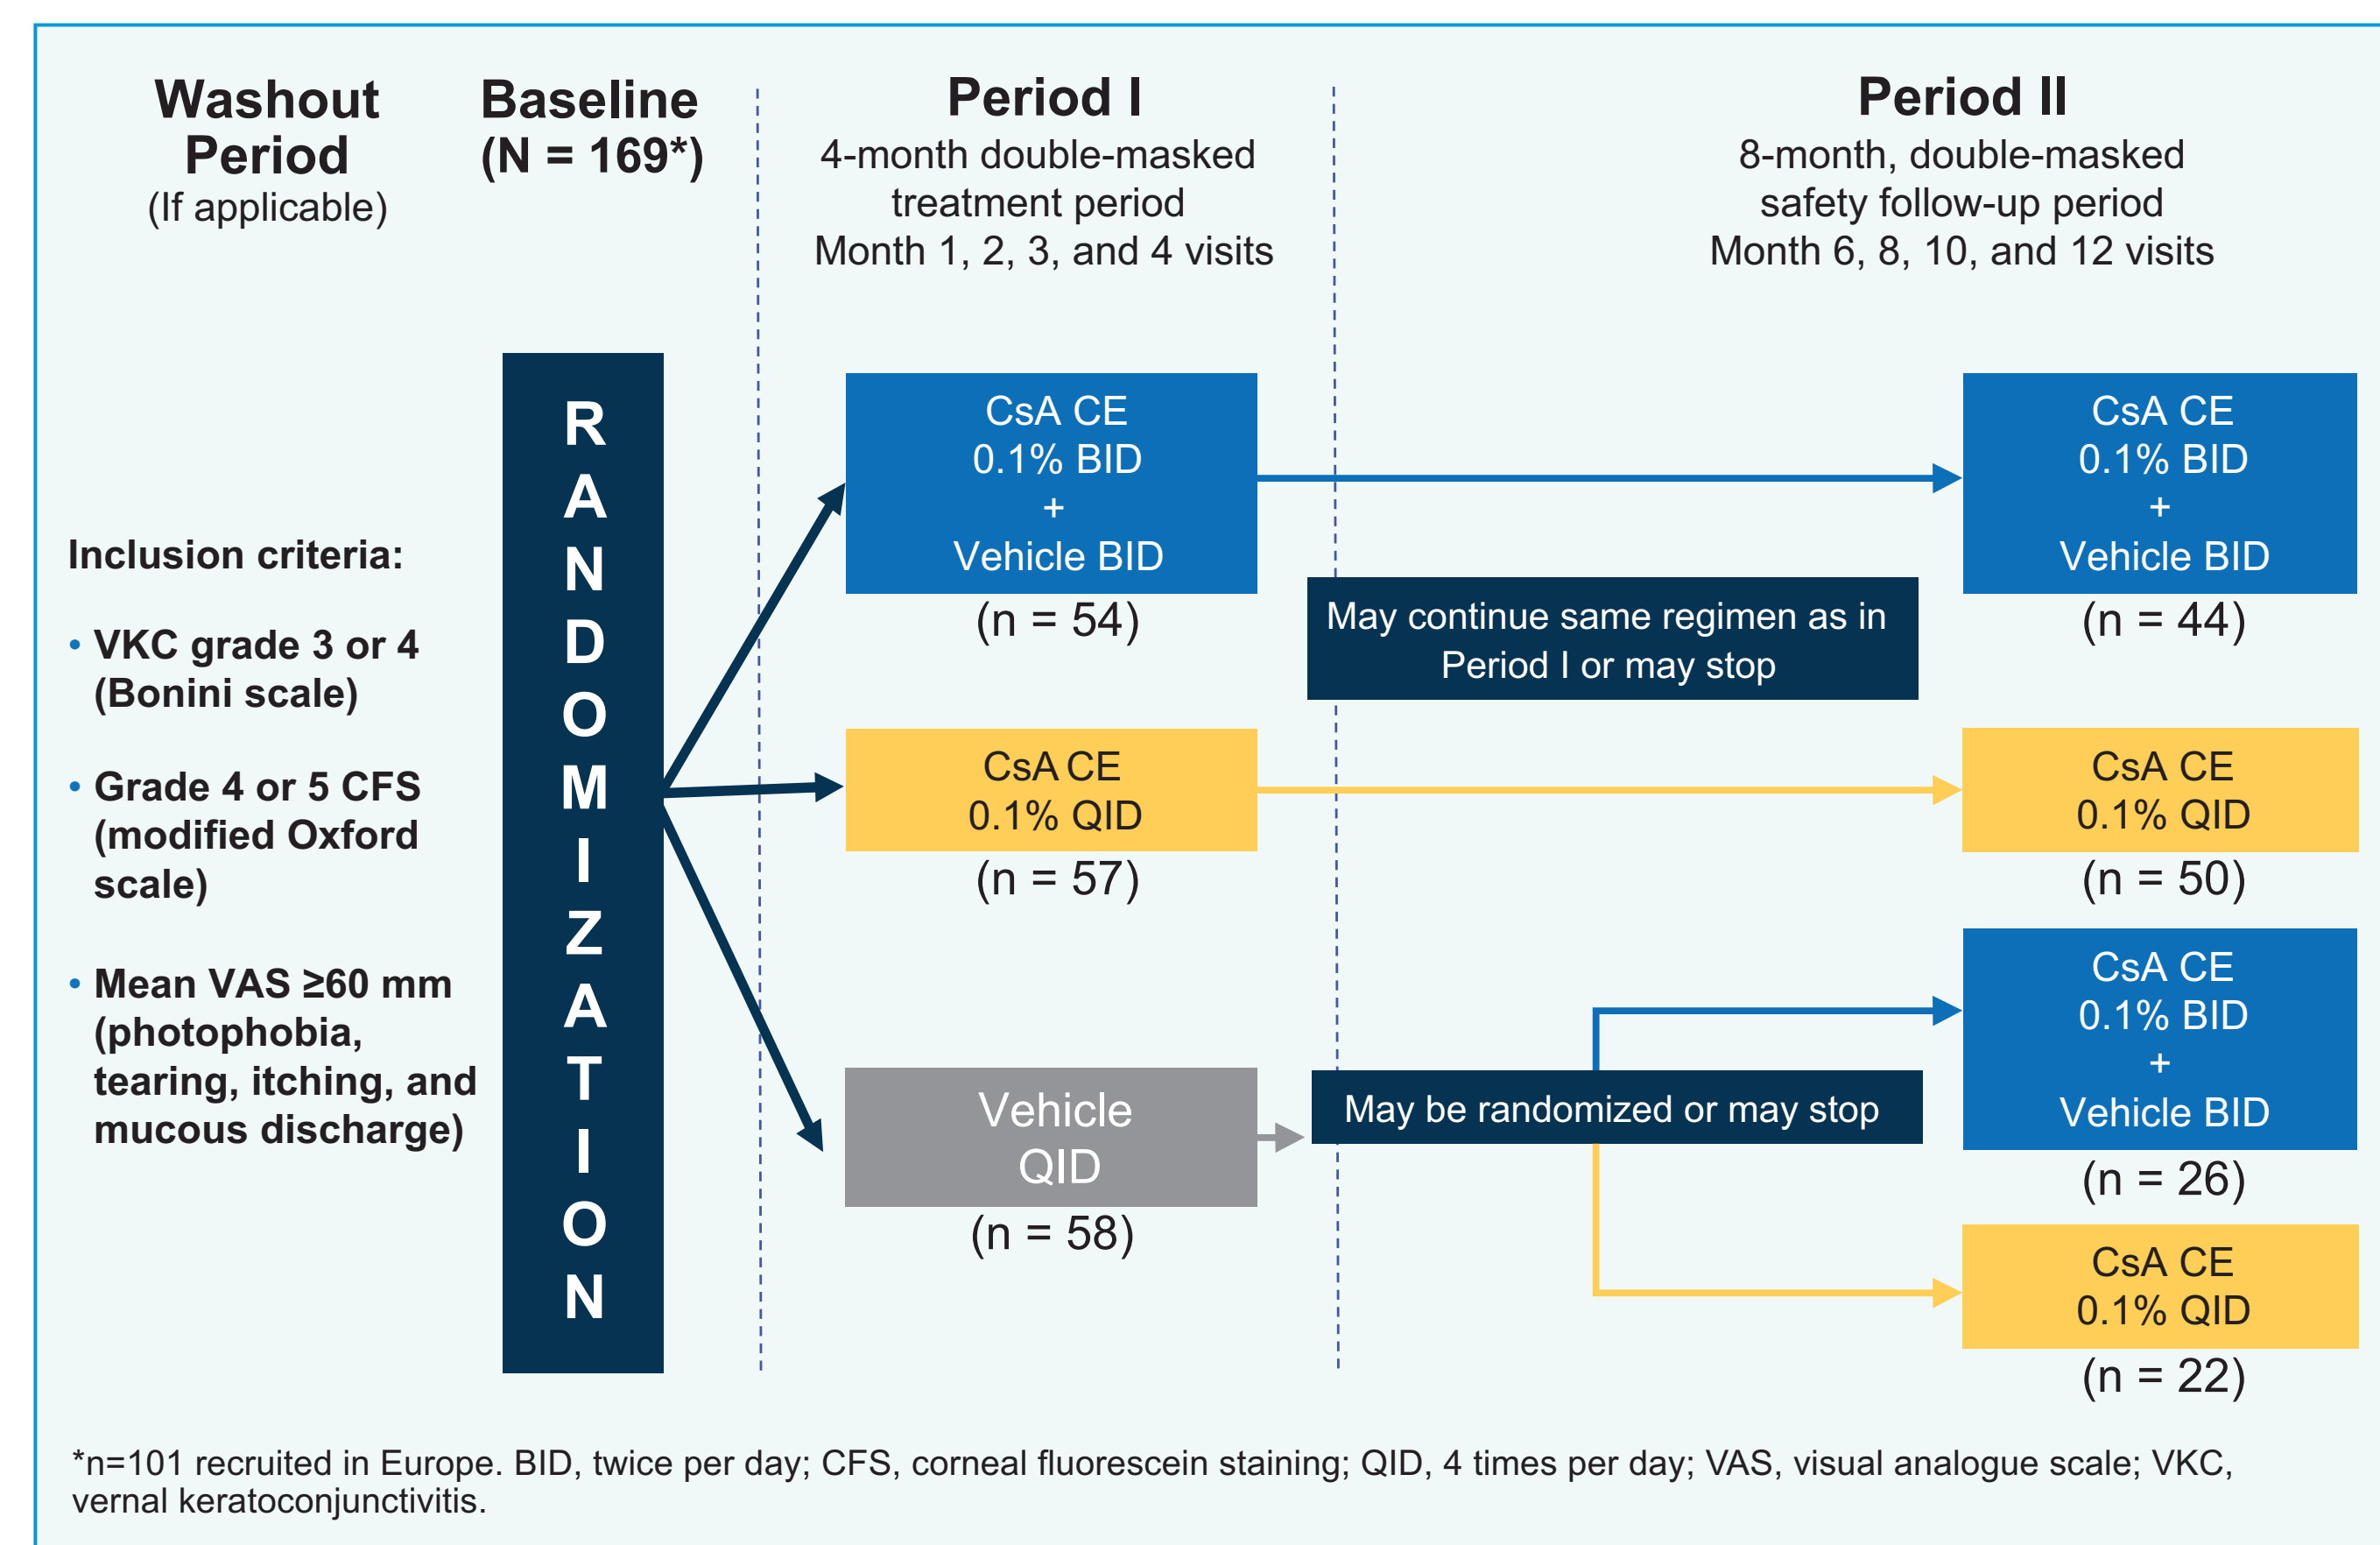 Washout
Period
(If applicable)
Baseline
(N = 169*)
Period I
4-month double-masked
treatment period
Month 1, 2, 3, and 4 visits
Period II
8-month, double-masked
safety follow-up period
Month 6, 8, 10, and 12 visits
Inclusion criteria:
• VKC grade 3 or 4
(Bonini scale)
• Grade 4 or 5 CFS
(modified Oxford
scale)
• Mean VAS ≥60 mm
(photophobia,
tearing, itching, and
mucous discharge)
RANDOMIZATION
CsA CE
0.1% BID
+
Vehicle BID
(n = 54)
CsA CE
0.1% QID
(n = 57)
Vehicle
QID
(n = 58)
May continue same regimen as in
Period I or may stop
May be randomized or may stop
CsA CE
0.1% BID
+
Vehicle BID
(n = 44)
CsA CE
0.1% QID
(n = 50)
CsA CE
0.1% BID
+
Vehicle BID
(n = 26)
CsA CE
0.1% QID
(n = 22)
*n=101 recruited in Europe. BID, twice per day; CFS, corneal fluorescein staining; QID, 4 times per day; VAS, visual analogue scale; VKC,
vernal keratoconjunctivitis.